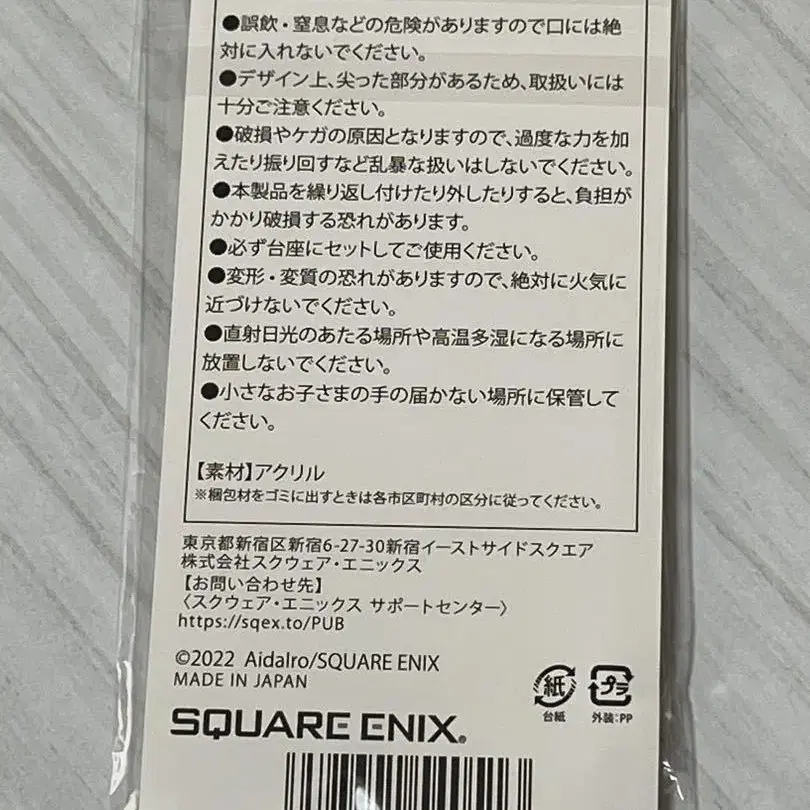 ●誤飲・窒息などの危険がありますので口には絶
対に入れないでください。
●デザイン上、尖った部分があるため、取扱いには
十分ご注意ください。
●破損やケガの原因となりますので、過度な力を加
えたり振り回すなど乱暴な扱いはしないでください。
●本製品を繰り返し付けたり外したりすると、負担が
かかり破損する恐れがあります。
●必ず台座にセットしてご使用ください。
●変形・変質の恐れがありますので、絶対に火気に
近づけないでください。
●直射日光のあたる場所や高温多湿になる場所に
放置しないでください。
●小さなお子さまの手の届かない場所に保管して
ください。
【素材】アクリル
※梱包材をゴミに出すときは各市区町村の区分に従ってください。
東京都新宿区新宿6-27-30新宿イーストサイドスクエア
株式会社スクウェア・エニックス
【お問い合わせ先】
〈スクウェア・エニックス サポートセンター〉
https://sqex.to/PUB
©2022 AidaIro/SQUARE ENIX
MADE IN JAPAN
紙
台紙
プラ
外装:PP
SQUARE ENIX®